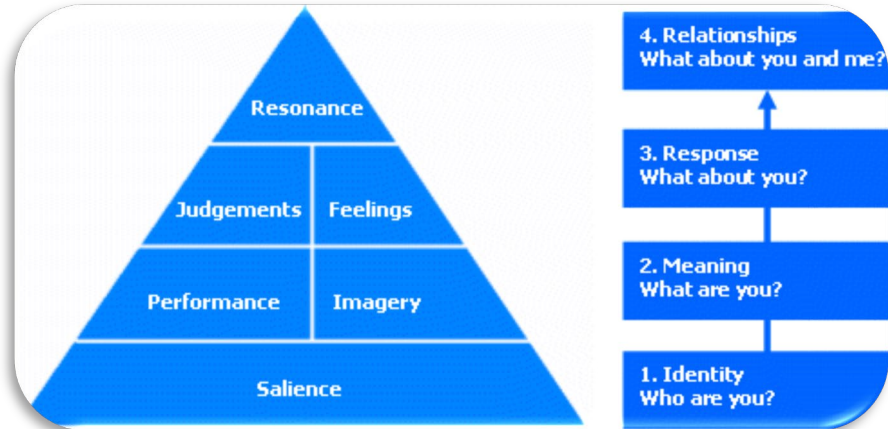 Resonance
Judgements Feelings
Performance Imagery
Salience
4. Relationships
What about you and me?
3. Response
What about you?
2. Meaning
What are you?
1. Identity
Who are you?